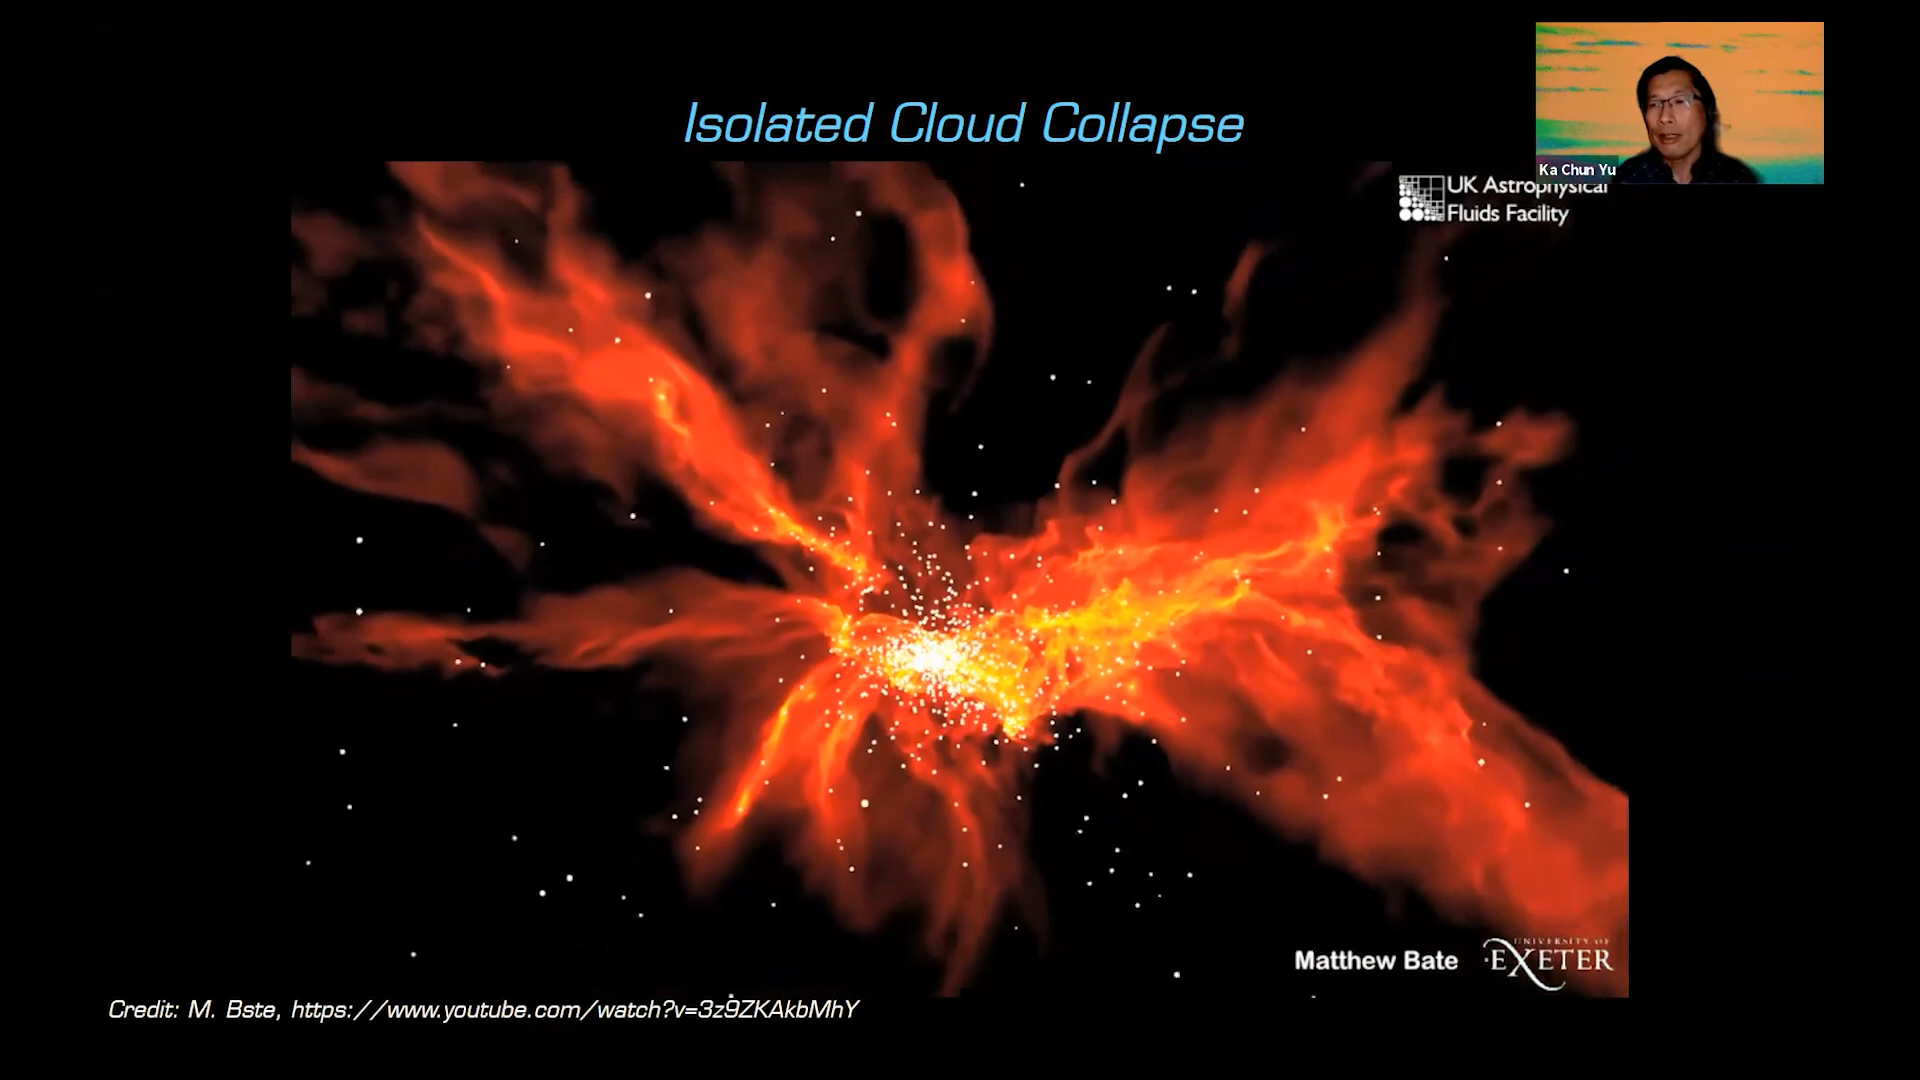 Isolated Cloud Collapse
Ka Chun Yu
UK Astrophysical
Fluids Facility
Matthew Bate
UNIVERSITY OF
EXETER
Credit: M. Bste, https://www.youtube.com/watch?v=3z9ZKAkbMhY